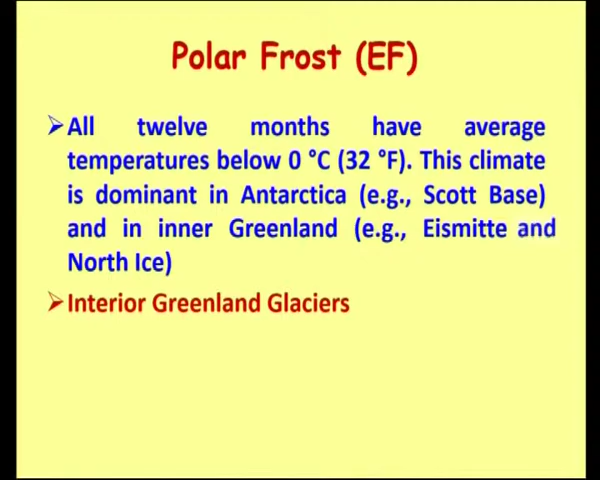 Polar Frost (EF)
➢All twelve months have average
temperatures below 0 °C (32 °F). This climate
is dominant in Antarctica (e.g., Scott Base)
and in inner Greenland (e.g., Eismitte and
North Ice)
➢Interior Greenland Glaciers